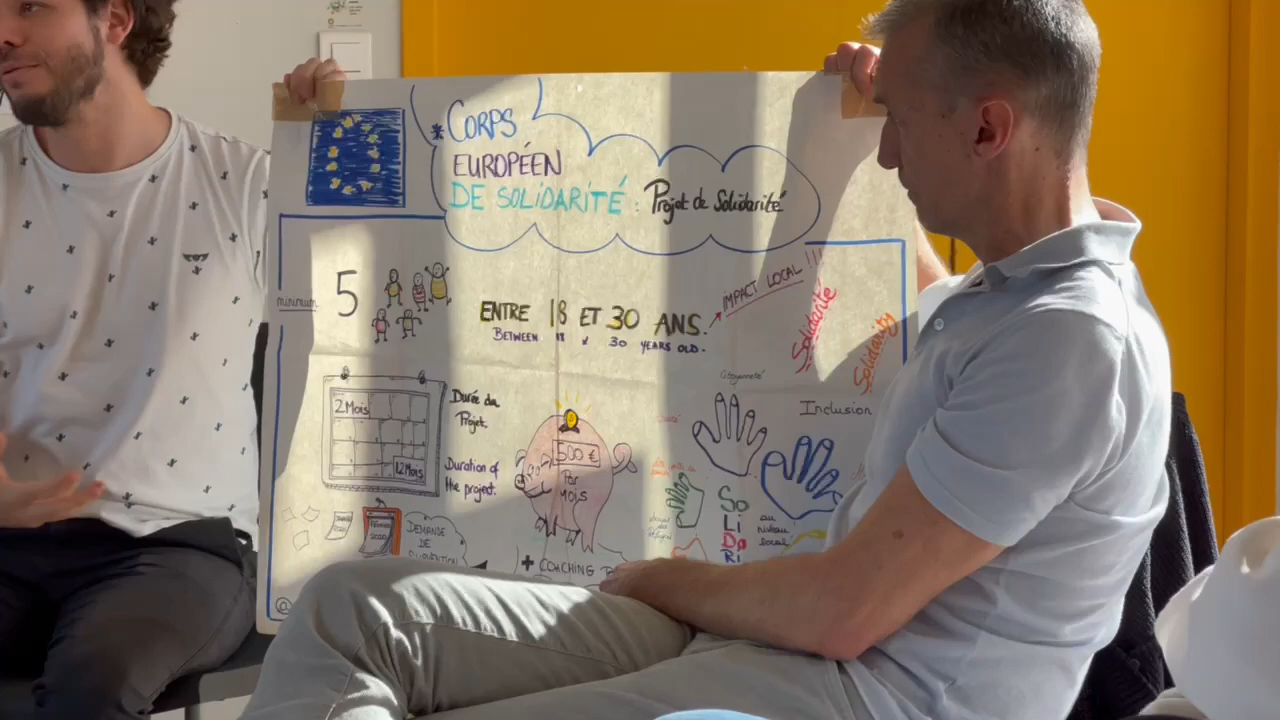 * CORPS
EUROPÉEN
DE SOLIDARITÉ : Projet de Solidarité
minimum 5
ENTRE 18 ET 30 ANS.
BETWEEN 18 & 30 YEARS OLD.
IMPACT LOCAL !!!
Solidarité
Solidarity
2 Mois
12 Mois
Durée du
Projet.
Duration of
the project.
500 €
Par
Mois
Citoyenneté
Inclusion
SO
Li
DA
Ri
au
niveau
local
DEMANDE
DE
+ COACHING
@